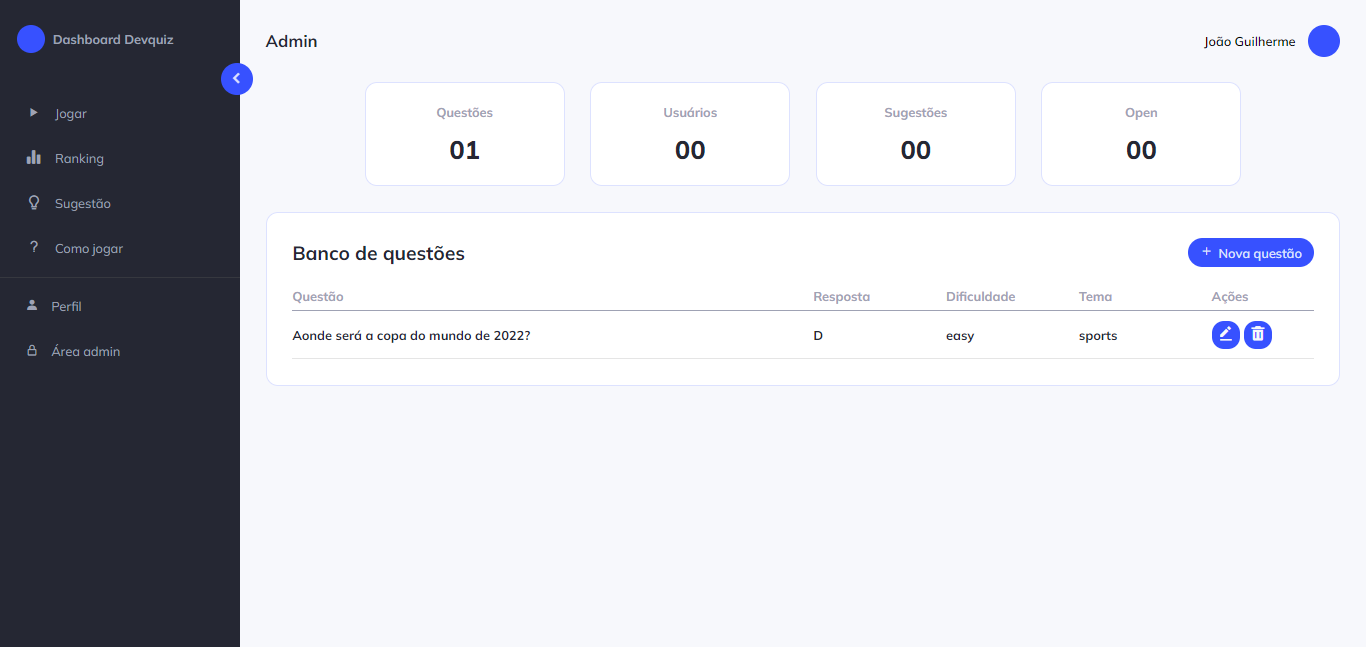 Dashboard Devquiz
Jogar
Ranking
Sugestão
? Como jogar
Perfil
Área admin
Admin
João Guilherme
Questões
01
Usuários
00
Sugestões
00
Open
00
Banco de questões
+ Nova questão
Questão Resposta Dificuldade Tema Ações
Aonde será a copa do mundo de 2022? D easy sports